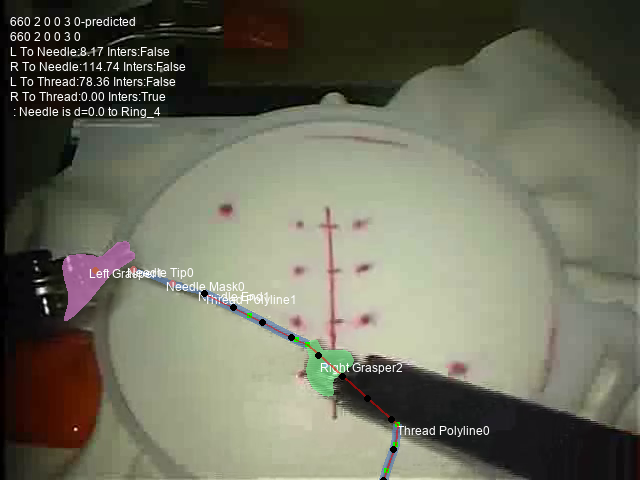 660 2 0 0 3 0-predicted
660 2 0 0 3 0
L To Needle:8.17 Inters:False
R To Needle:114.74 Inters:False
L To Thread:78.36 Inters:False
R To Thread:0.00 Inters:True
: Needle is d=0.0 to Ring_4
Needle Tip0
Needle Mask0
Thread Polyline1
Right Grasper2
Thread Polyline0